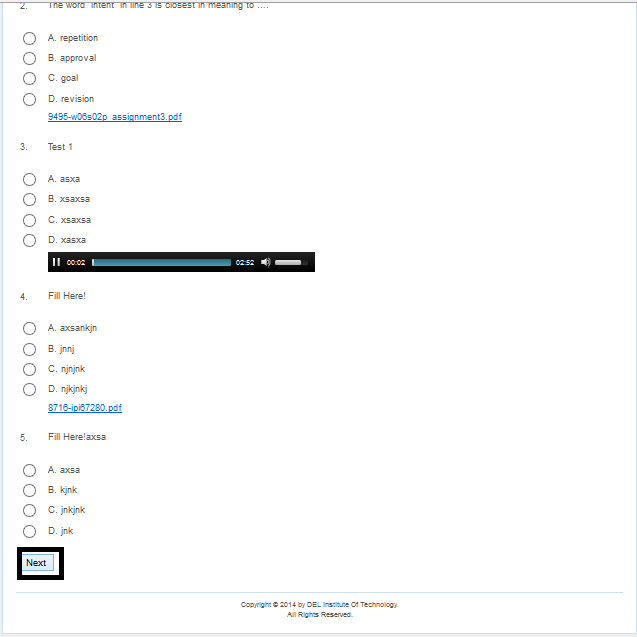 2. The word 'intent' in line 3 is closest in meaning to ....
A. repetition
B. approval
C. goal
D. revision
9495-w06s02p_assignment3.pdf
3. Test 1
A. asxa
B. xsaxsa
C. xsaxsa
D. xasxa
00:02 02:52
4. Fill Here!
A. axsankjn
B. jnnj
C. njnjnk
D. njkjnkj
8716-ipi67280.pdf
5. Fill Here!axsa
A. axsa
B. kjnk
C. jnkjnk
D. jnk
Next
Copyright © 2014 by DEL Institute Of Technology.
All Rights Reserved.